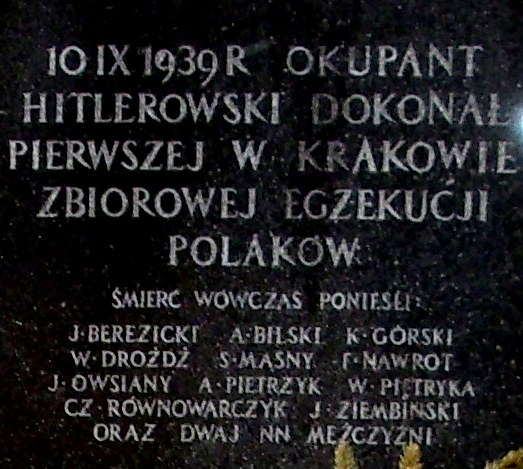 10 IX 1939 R OKUPANT
HITLEROWSKI DOKONAŁ
PIERWSZEJ W KRAKOWIE
ZBIOROWEJ EGZEKUCJI
POLAKÓW
ŚMIERĆ WÓWCZAS PONIEŚLI:
J·BEREZICKI A·BILSKI K·GÓRSKI
W·DROŻDŻ S·MASNY F·NAWROT
J·OWSIANY A·PIETRZYK W·PIETRYKA
CZ·RÓWNOWARCZYK J·ZIEMBIŃSKI
ORAZ DWAJ NN MĘŻCZYŹNI